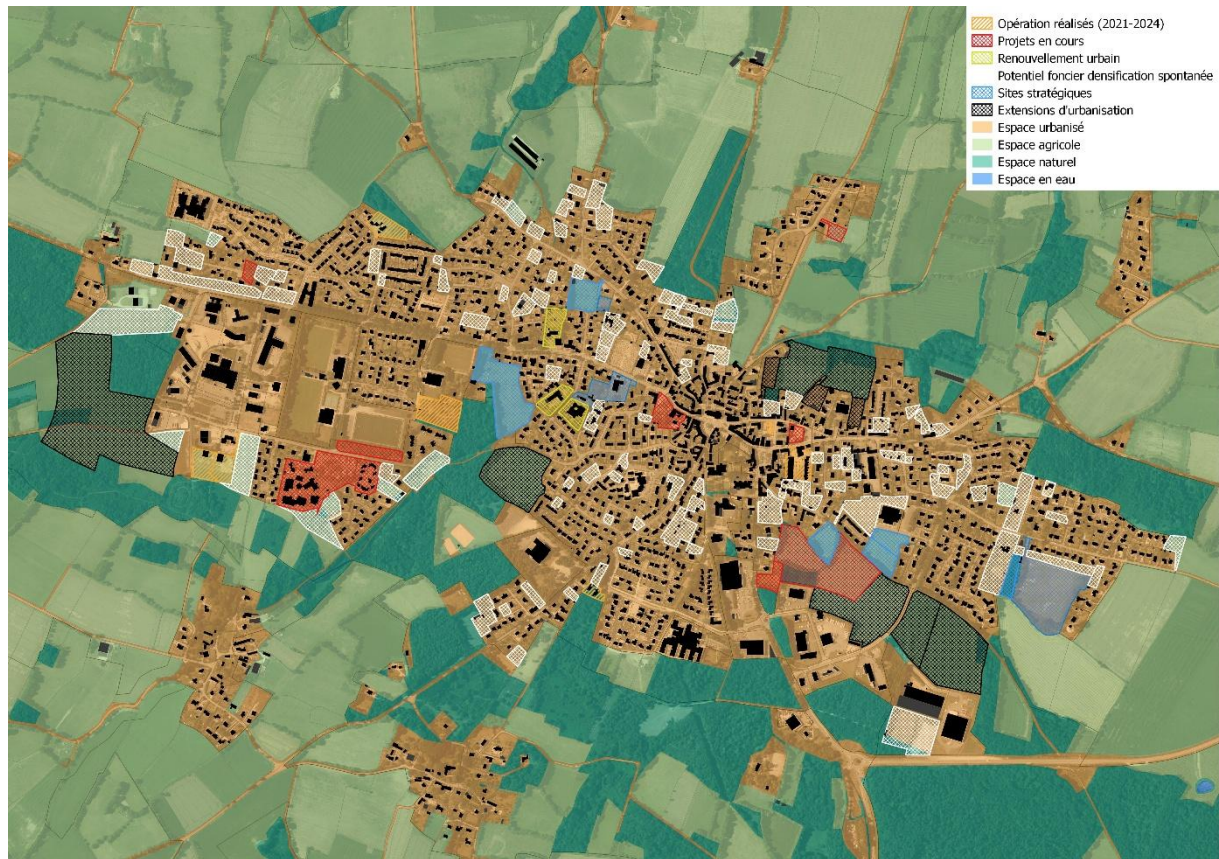 Opération réalisés (2021-2024)
Projets en cours
Renouvellement urbain
Potentiel foncier densification spontanée
Sites stratégiques
Extensions d'urbanisation
Espace urbanisé
Espace agricole
Espace naturel
Espace en eau